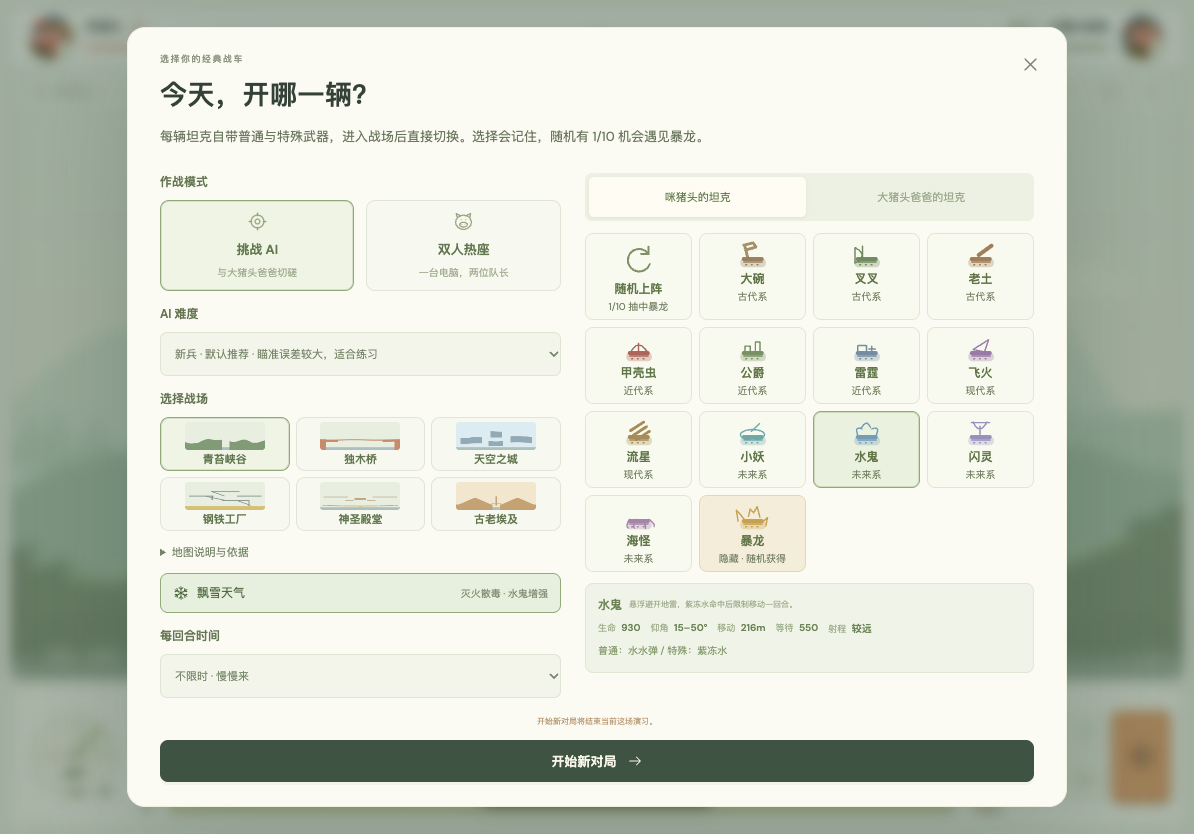 选择你的经典战车
今天，开哪一辆?
每辆坦克自带普通与特殊武器，进入战场后直接切换。选择会记住，随机有 1/10 机会遇见暴龙。
作战模式
挑战 AI
与大猪头爸爸切磋
双人热座
一台电脑，两位队长
AI 难度
新兵 · 默认推荐 · 瞄准误差较大，适合练习
选择战场
青苔峡谷
独木桥
天空之城
钢铁工厂
神圣殿堂
古老埃及
地图说明与依据
飘雪天气
灭火散毒 · 水鬼增强
每回合时间
不限时 · 慢慢来
咪猪头的坦克
大猪头爸爸的坦克
随机上阵
1/10 抽中暴龙
大碗
古代系
叉叉
古代系
老土
古代系
甲壳虫
近代系
公爵
近代系
雷霆
近代系
飞火
现代系
流星
现代系
小妖
未来系
水鬼
未来系
闪灵
未来系
海怪
未来系
暴龙
隐藏 · 随机获得
水鬼 悬浮避开地雷，紫冻水命中后限制移动一回合。
生命 930 仰角 15–50° 移动 216m 等待 550 射程 较远
普通：水水弹 / 特殊：紫冻水
开始新对局将结束当前这场演习。
开始新对局 →